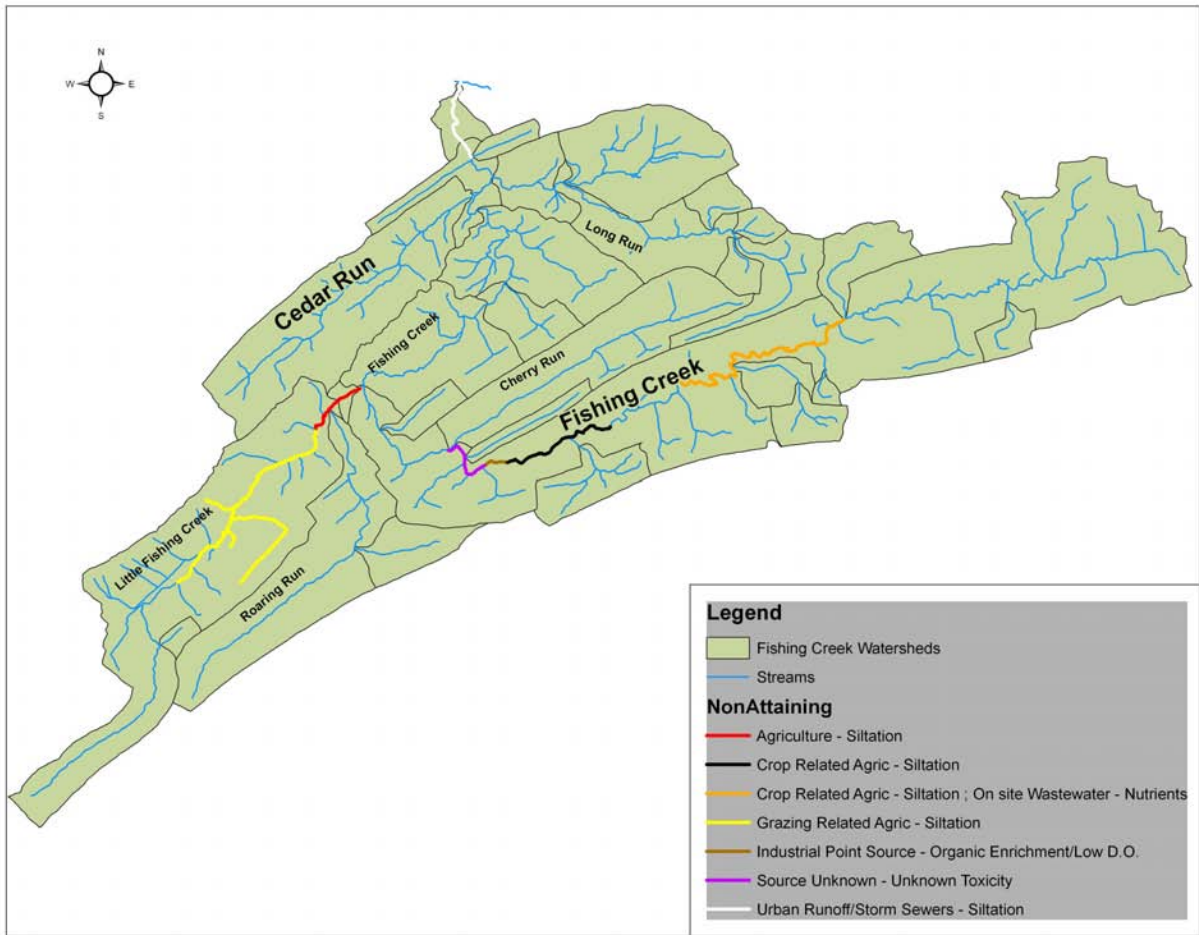 N
W E
S
Long Run
Cedar Run
Fishing Creek
Cherry Run
Fishing Creek
Little Fishing Creek
Roaring Run
Legend
Fishing Creek Watersheds
Streams
NonAttaining
Agriculture - Siltation
Crop Related Agric - Siltation
Crop Related Agric - Siltation ; On site Wastewater - Nutrients
Grazing Related Agric - Siltation
Industrial Point Source - Organic Enrichment/Low D.O.
Source Unknown - Unknown Toxicity
Urban Runoff/Storm Sewers - Siltation